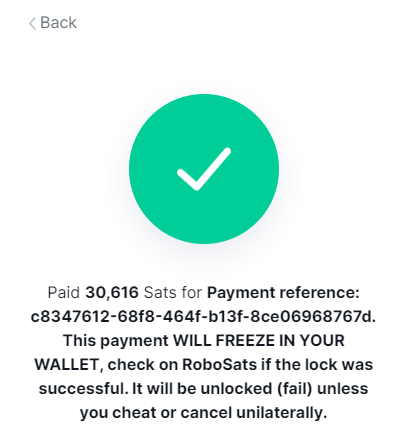 Back
Paid 30,616 Sats for Payment reference:
c8347612-68f8-464f-b13f-8ce06968767d.
This payment WILL FREEZE IN YOUR
WALLET, check on RoboSats if the lock was
successful. It will be unlocked (fail) unless
you cheat or cancel unilaterally.